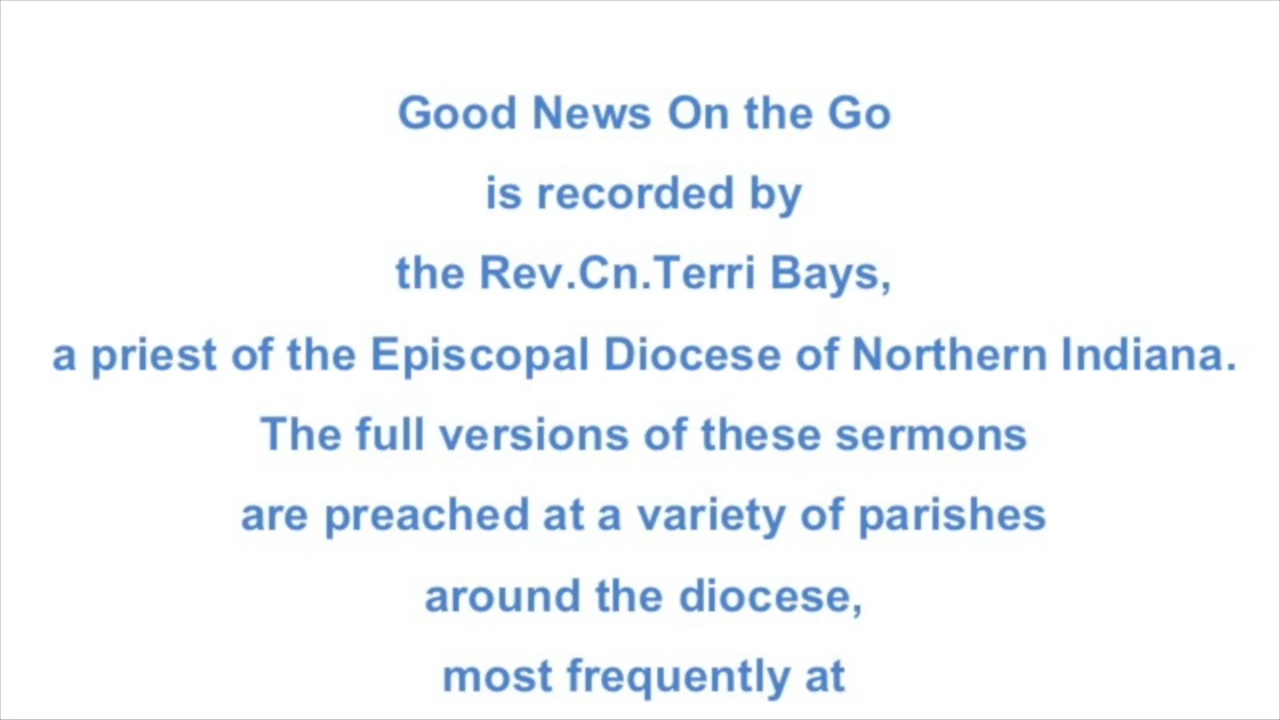 Good News On the Go
is recorded by
the Rev.Cn.Terri Bays,
a priest of the Episcopal Diocese of Northern Indiana.
The full versions of these sermons
are preached at a variety of parishes
around the diocese,
most frequently at